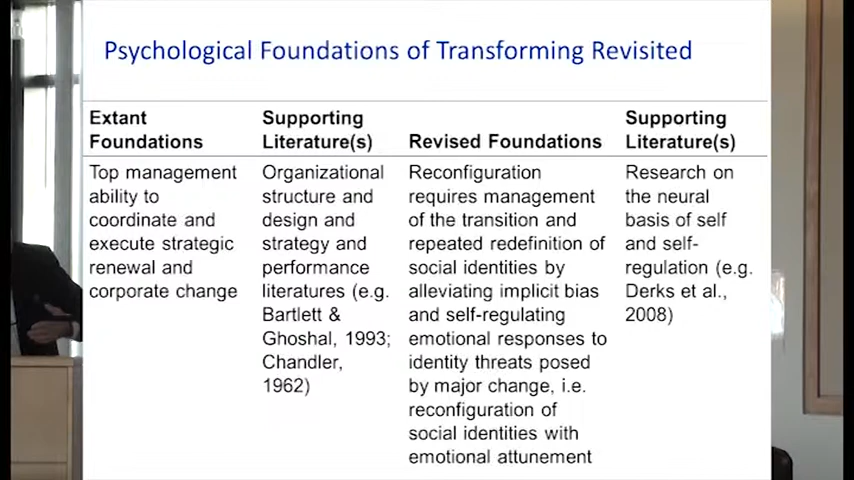 Psychological Foundations of Transforming Revisited
Extant
Foundations
Supporting
Literature(s)
Revised Foundations
Supporting
Literature(s)
Top management
ability to
coordinate and
execute strategic
renewal and
corporate change
Organizational
structure and
design and
strategy and
performance
literatures (e.g.
Bartlett &
Ghoshal, 1993;
Chandler,
1962)
Reconfiguration
requires management
of the transition and
repeated redefinition of
social identities by
alleviating implicit bias
and self-regulating
emotional responses to
identity threats posed
by major change, i.e.
reconfiguration of
social identities with
emotional attunement
Research on
the neural
basis of self
and self-
regulation (e.g.
Derks et al.,
2008)